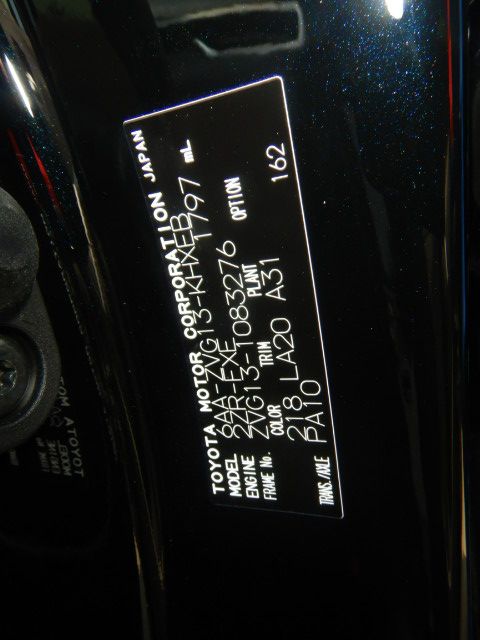 TOYOTA MOTOR CORPORATION JAPAN
MODEL 6AA-ZVG13-KHXEB
ENGINE 2ZR-FXE 1797 mL
FRAME No. ZVG13-1083276
COLOR TRIM PLANT OPTION
218 LA20 A31 162
TRANS./AXLE PA10